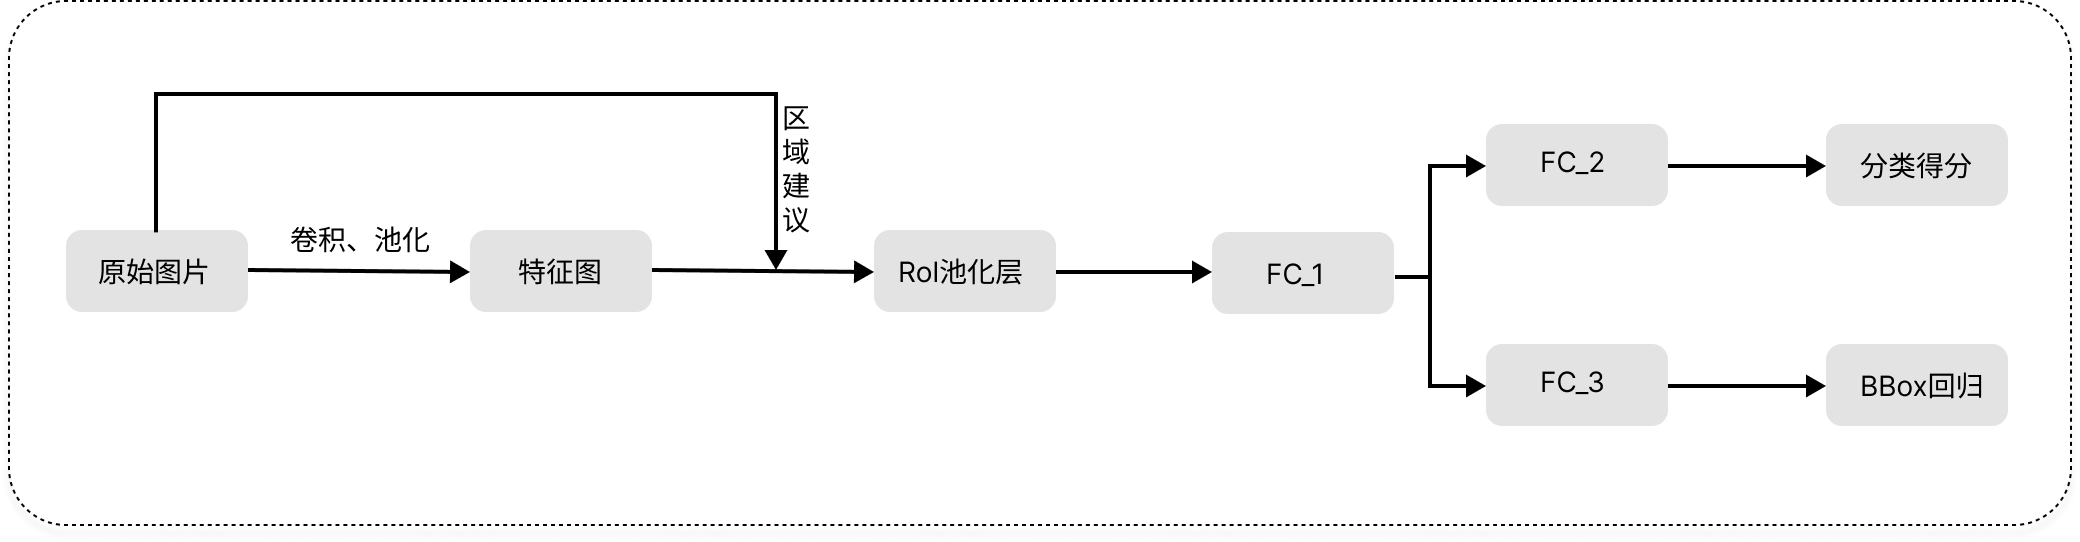 区域建议
卷积、池化
原始图片
特征图
RoI池化层
FC_1
FC_2
分类得分
FC_3
BBox回归